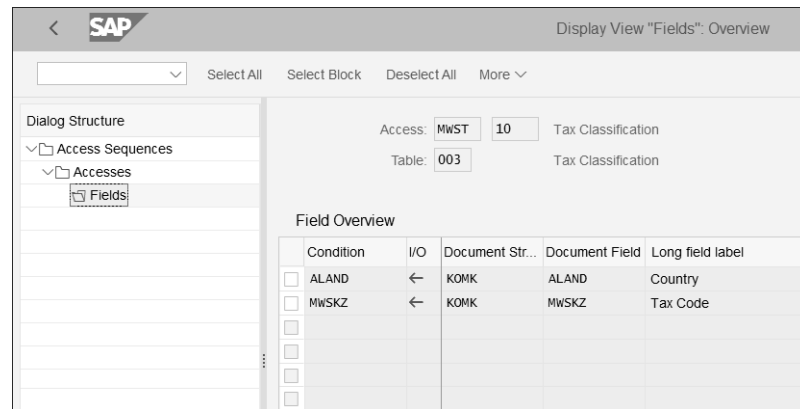 SAP
Display View "Fields": Overview
Select All Select Block Deselect All More
Dialog Structure
Access Sequences
Accesses
Fields
Access: MWST 10 Tax Classification
Table: 003 Tax Classification
Field Overview
Condition I/O Document Str... Document Field Long field label
ALAND ← KOMK ALAND Country
MWSKZ ← KOMK MWSKZ Tax Code